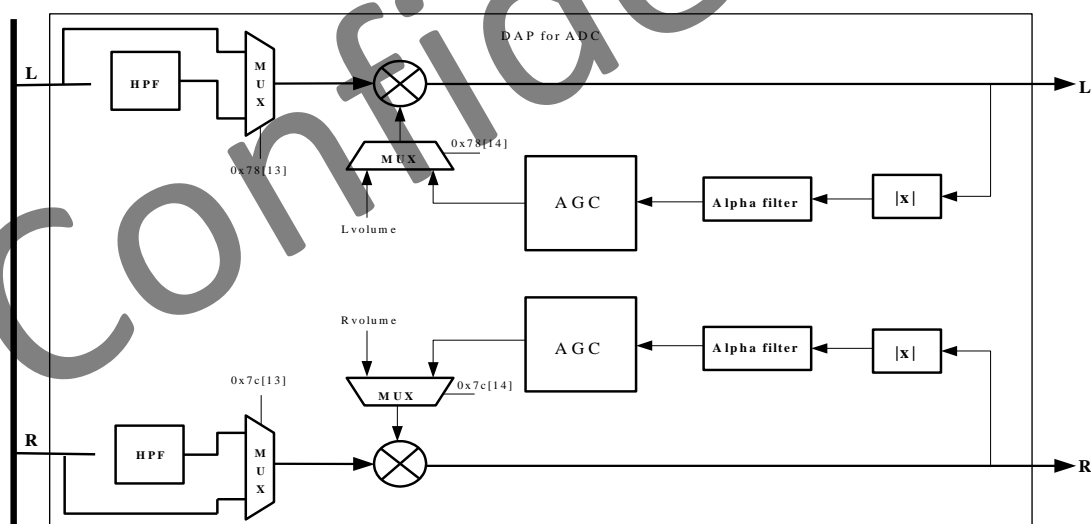 DAP for ADC
L
HPF
M
U
X
0x78[13]
MUX
0x78[14]
Lvolume
AGC
Alpha filter
|x|
L
Rvolume
AGC
Alpha filter
|x|
0x7c[13]
MUX
0x7c[14]
R
HPF
M
U
X
R
Confide